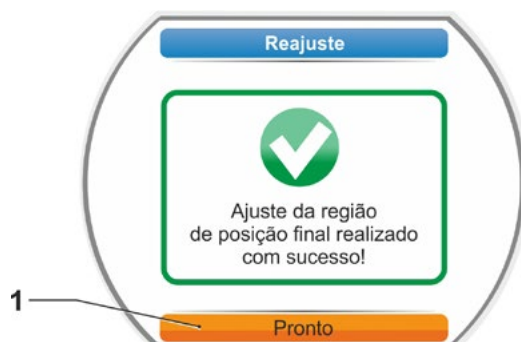 Reajuste
Ajuste da região
de posição final realizado
com sucesso!
1
Pronto